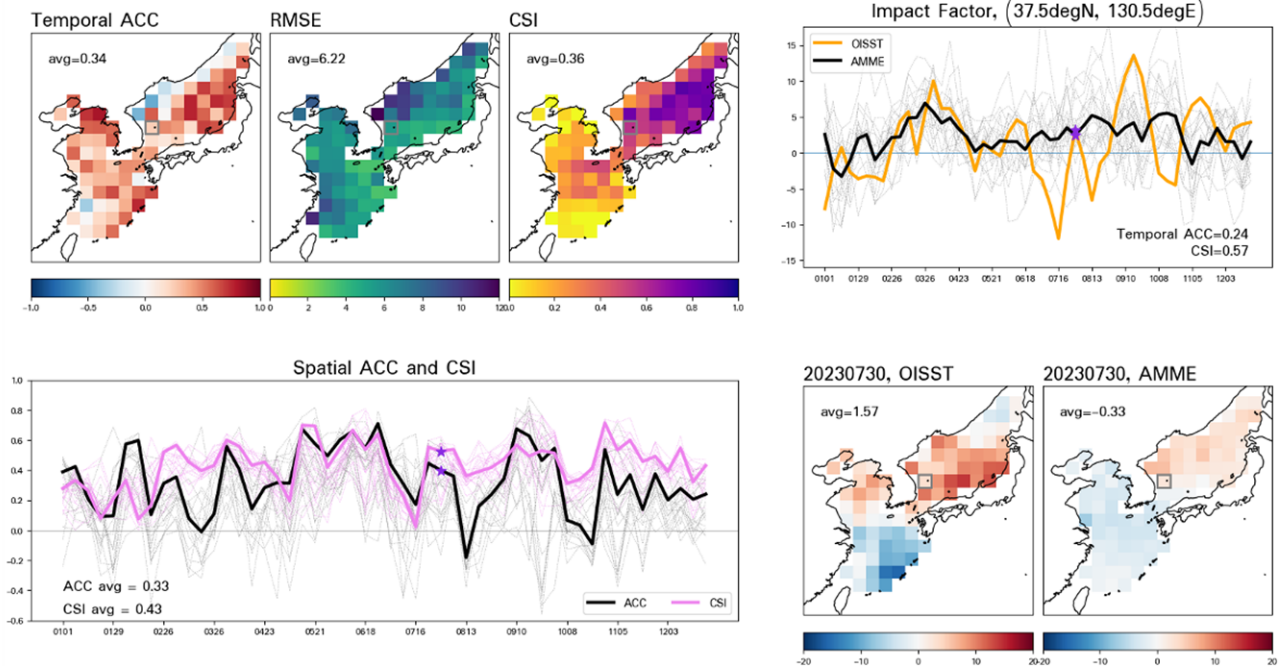 Temporal ACC
RMSE
CSI
avg=0.34
avg=6.22
avg=0.36
-1.0 -0.5 0.0 0.5 1.0
0 2 4 6 8 10 12
0.0 0.2 0.4 0.6 0.8 1.0
Impact Factor, (37.5degN, 130.5degE)
OISST
AMME
15
10
5
0
−5
−10
−15
Temporal ACC=0.24
CSI=0.57
0101 0129 0226 0326 0423 0521 0618 0716 0813 0910 1008 1105 1203
Spatial ACC and CSI
1.0
0.8
0.6
0.4
0.2
0.0
−0.2
−0.4
−0.6
ACC avg = 0.33
CSI avg = 0.43
ACC CSI
0101 0129 0226 0326 0423 0521 0618 0716 0813 0910 1008 1105 1203
20230730, OISST
20230730, AMME
avg=1.57
avg=−0.33
−20 −10 0 10 20
−20 −10 0 10 20